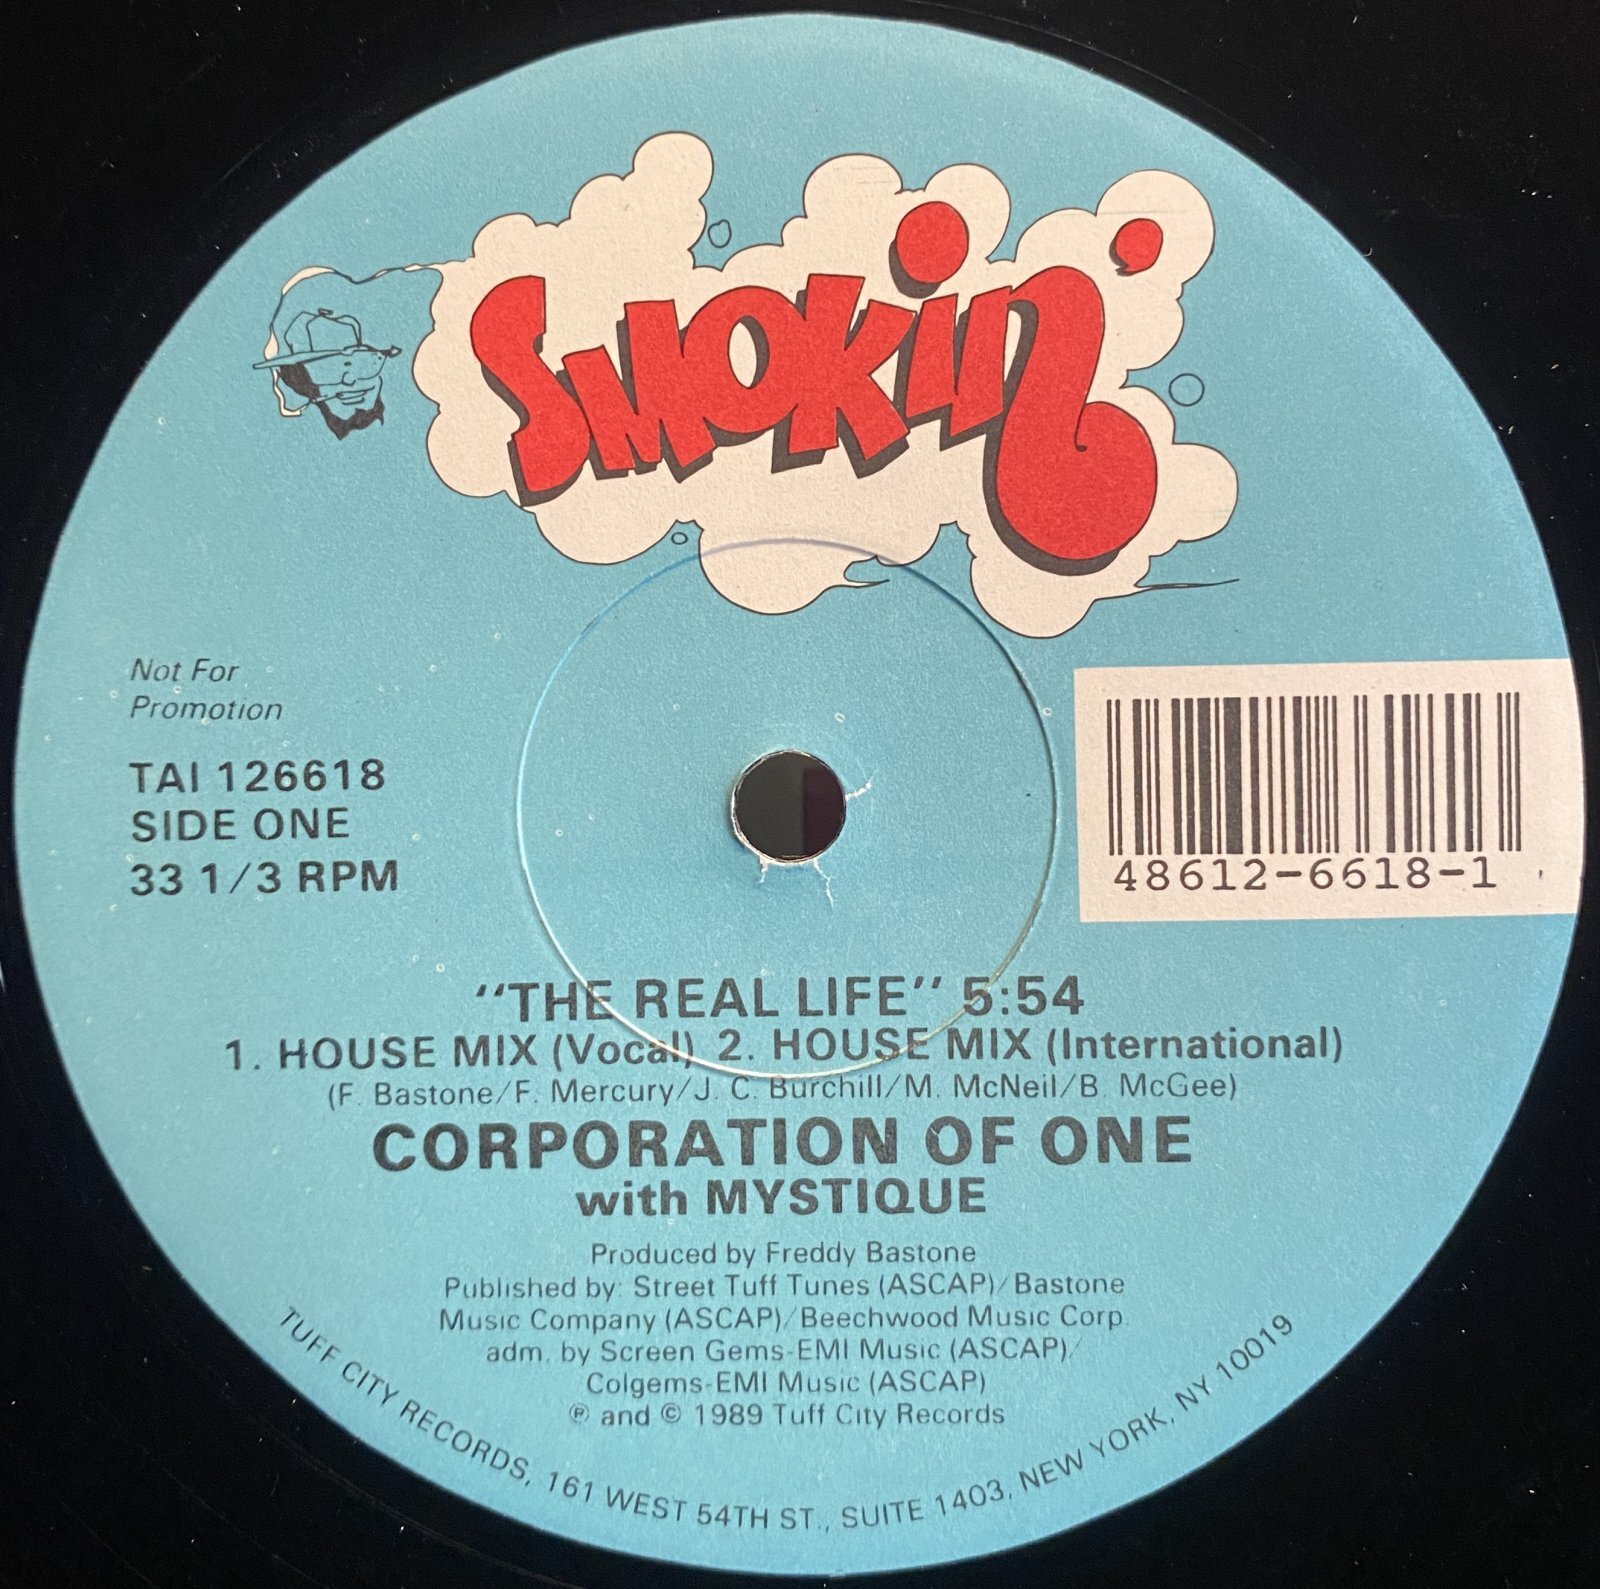 SMOKIN'
Not For
Promotion
TAI 126618
SIDE ONE
33 1/3 RPM
48612-6618-1
"THE REAL LIFE" 5:54
1. HOUSE MIX (Vocal) 2. HOUSE MIX (International)
(F. Bastone/F. Mercury/J. C. Burchill/M. McNeil/B. McGee)
CORPORATION OF ONE
with MYSTIQUE
Produced by Freddy Bastone
Published by: Street Tuff Tunes (ASCAP)/Bastone
Music Company (ASCAP)/Beechwood Music Corp.
adm. by Screen Gems-EMI Music (ASCAP)/
Colgems-EMI Music (ASCAP)
℗ and © 1989 Tuff City Records
TUFF CITY RECORDS, 161 WEST 54TH ST., SUITE 1403, NEW YORK, NY 10019